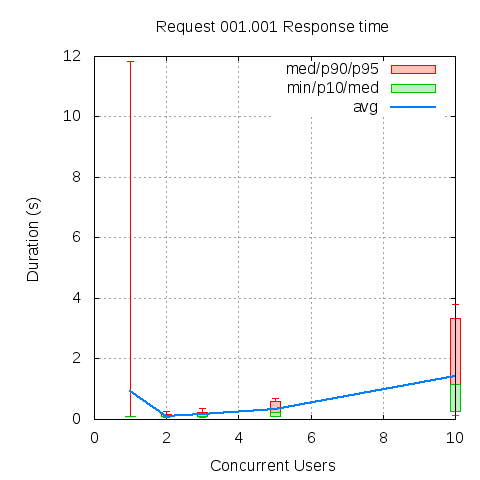 Request 001.001 Response time
med/p90/p95
min/p10/med
avg
12
10
8
6
4
2
0
Duration (s)
0 2 4 6 8 10
Concurrent Users